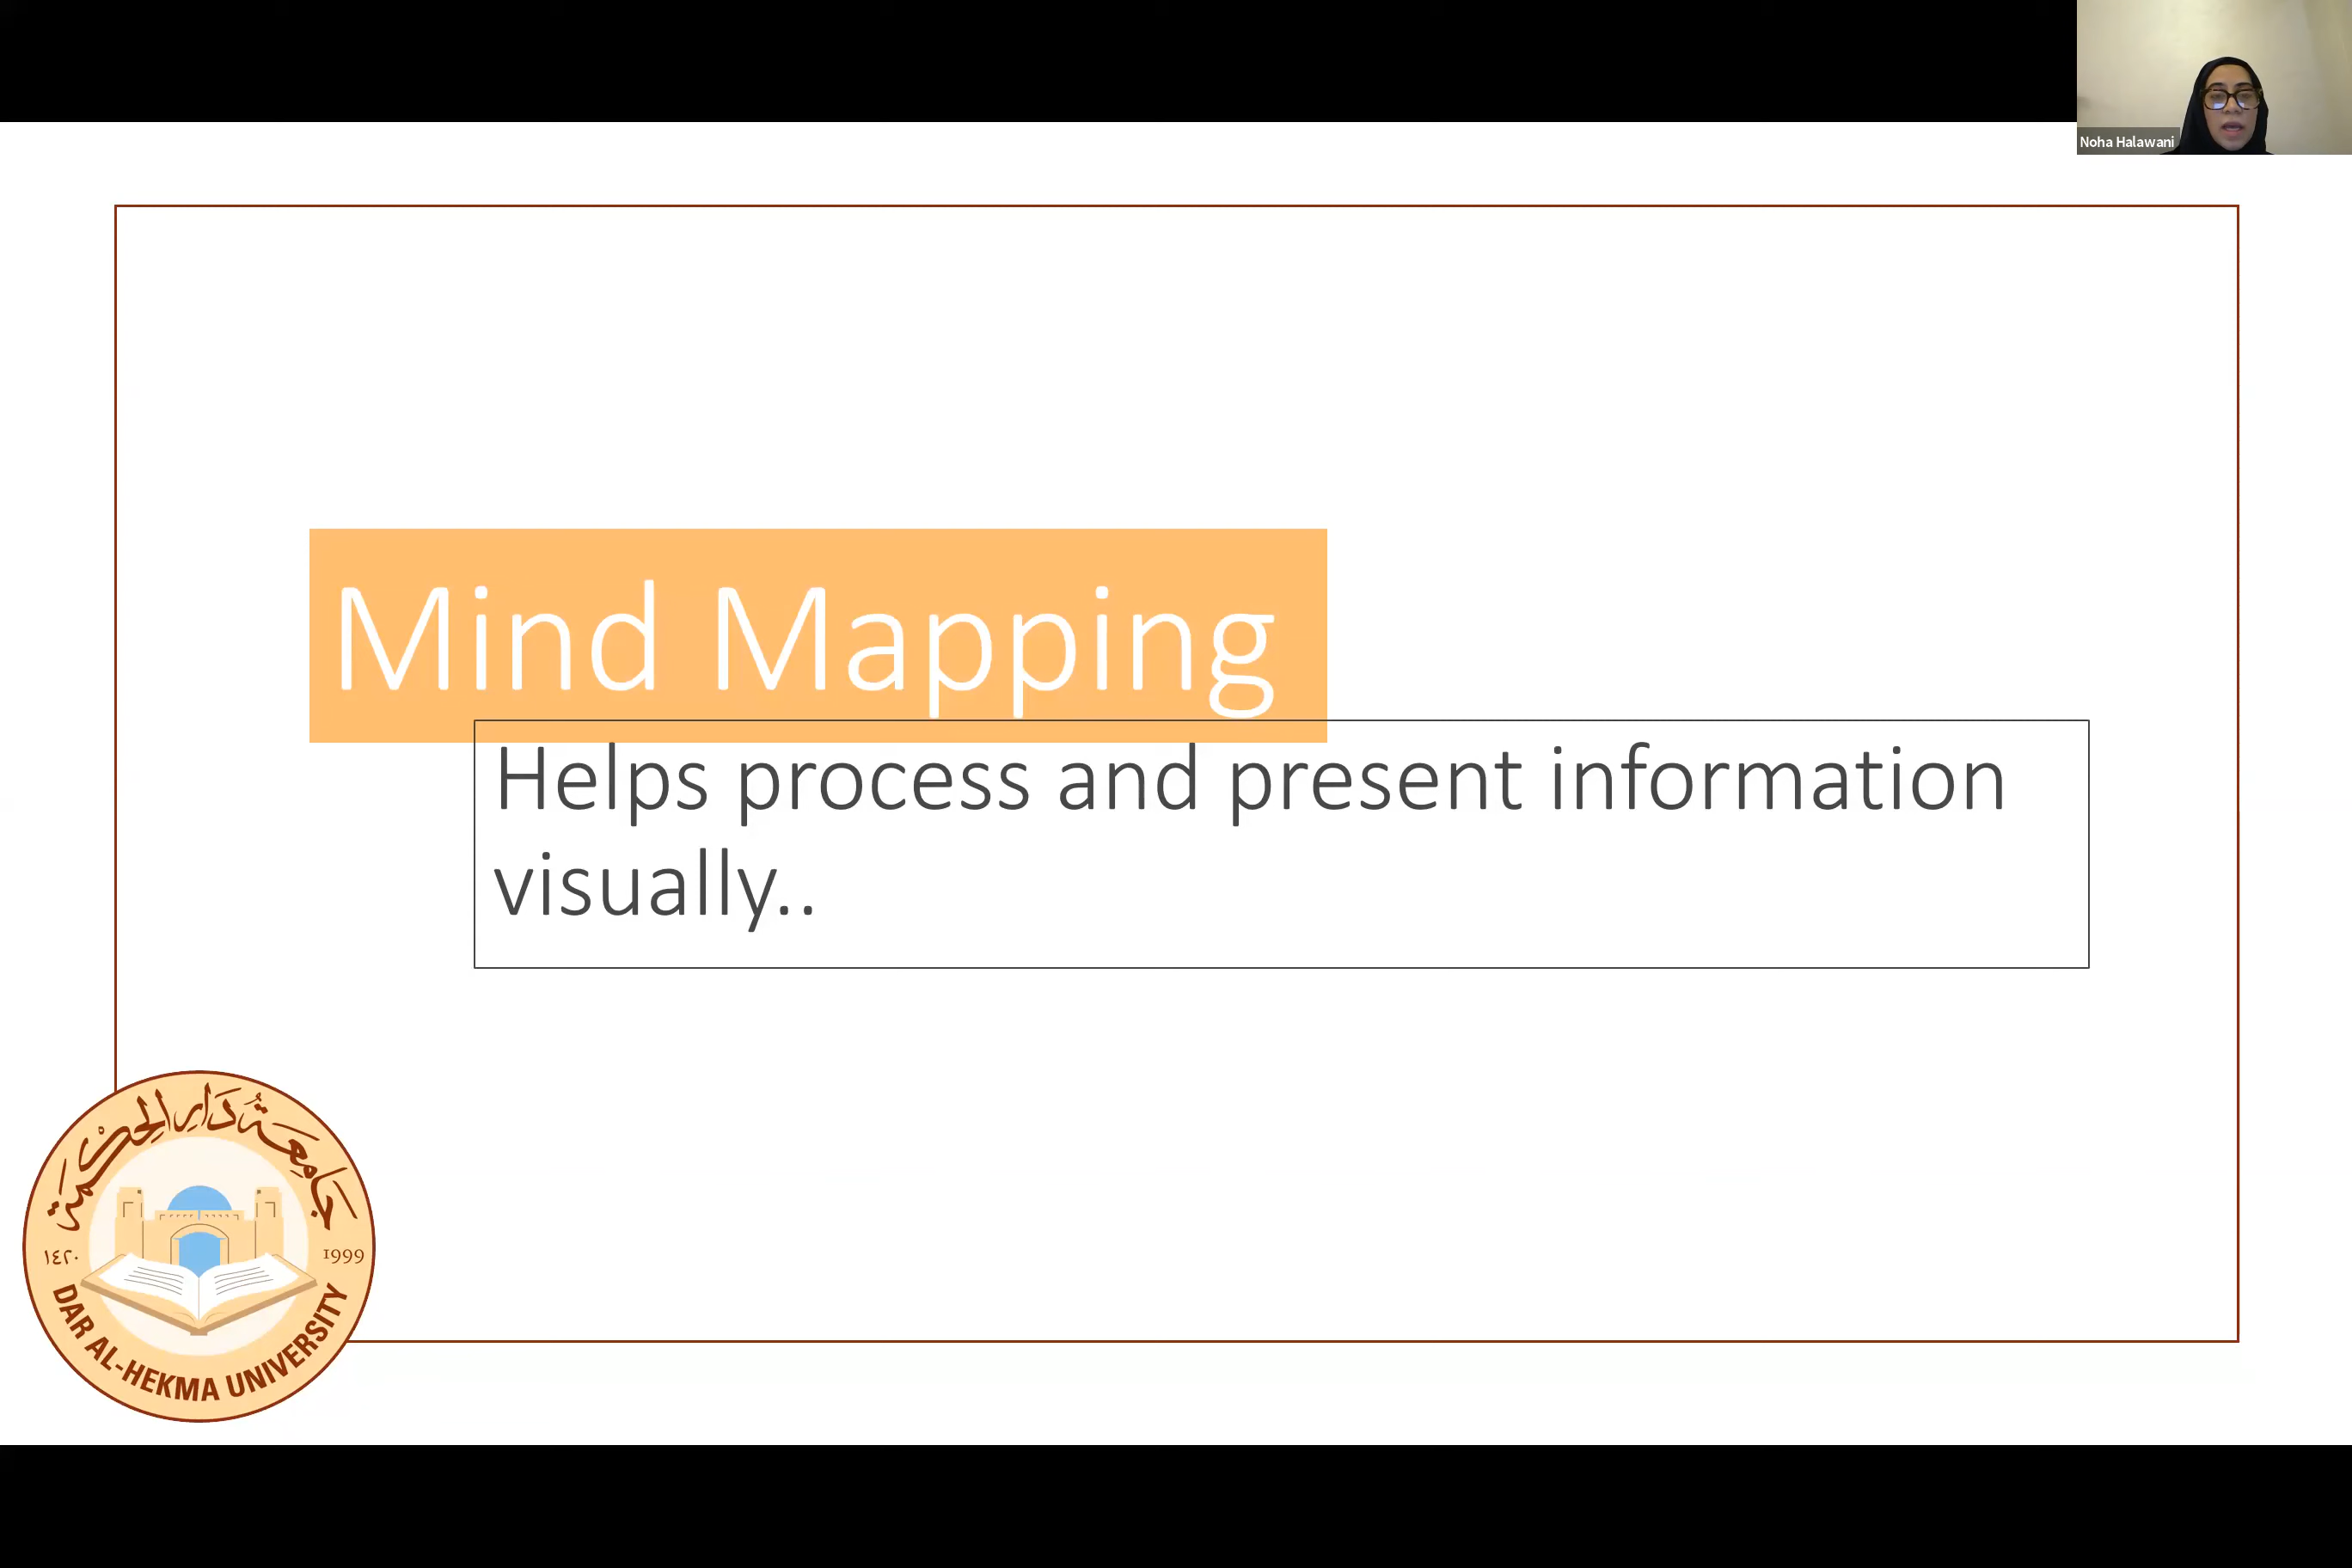 Noha Halawani
Mind Mapping
Helps process and present information
visually..
جامعة دار الحكمة
١٤٢٠
1999
DAR AL-HEKMA UNIVERSITY